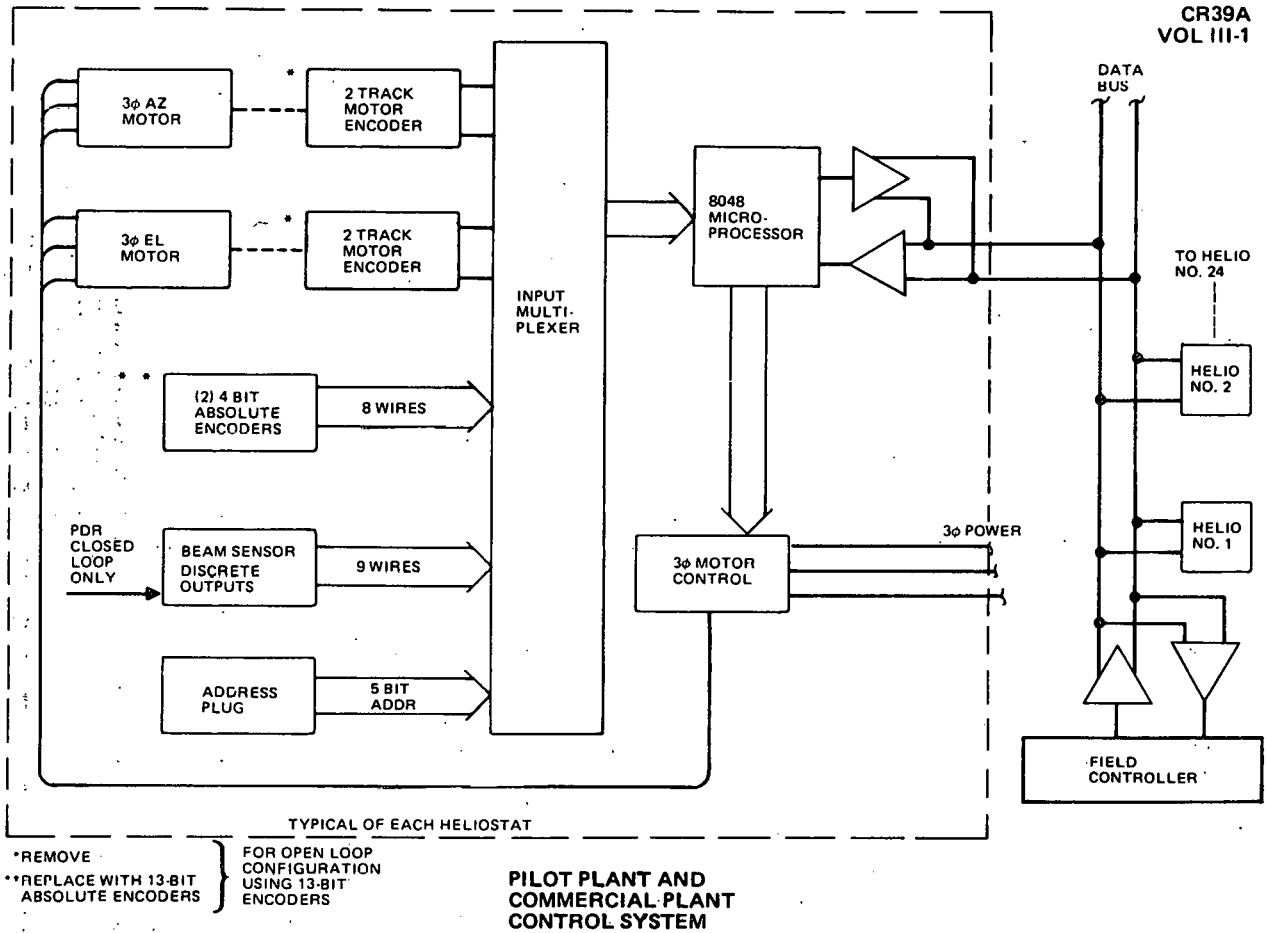 CR39A
VOL III-1
DATA
BUS
*
3ϕ AZ
MOTOR
2 TRACK
MOTOR
ENCODER
*
3ϕ EL
MOTOR
2 TRACK
MOTOR
ENCODER
INPUT
MULTI-
PLEXER
8048
MICRO-
PROCESSOR
TO HELIO
NO. 24
HELIO
NO. 2
* *
(2) 4 BIT
ABSOLUTE
ENCODERS
8 WIRES
PDR
CLOSED
LOOP
ONLY
BEAM SENSOR
DISCRETE
OUTPUTS
9 WIRES
3ϕ POWER
3ϕ MOTOR
CONTROL
HELIO
NO. 1
ADDRESS
PLUG
5 BIT
ADDR
FIELD
CONTROLLER
TYPICAL OF EACH HELIOSTAT
*REMOVE
**REPLACE WITH 13-BIT
ABSOLUTE ENCODERS
FOR OPEN LOOP
CONFIGURATION
USING 13-BIT
ENCODERS
PILOT PLANT AND
COMMERCIAL PLANT
CONTROL SYSTEM